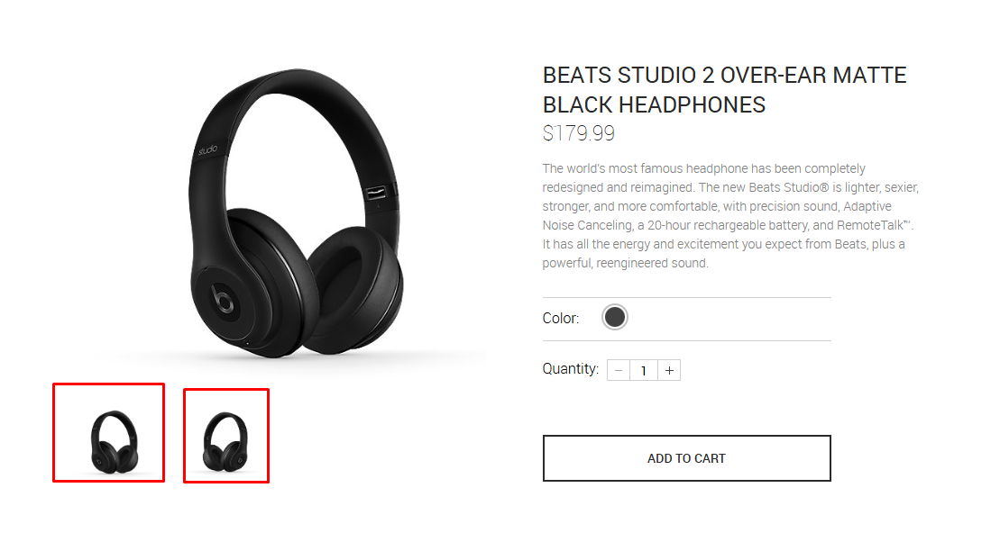 studio
BEATS STUDIO 2 OVER-EAR MATTE
BLACK HEADPHONES
$179.99
The world's most famous headphone has been completely
redesigned and reimagined. The new Beats Studio® is lighter, sexier,
stronger, and more comfortable, with precision sound, Adaptive
Noise Canceling, a 20-hour rechargeable battery, and RemoteTalk™.
It has all the energy and excitement you expect from Beats, plus a
powerful, reengineered sound.
Color:
Quantity: − 1 +
ADD TO CART